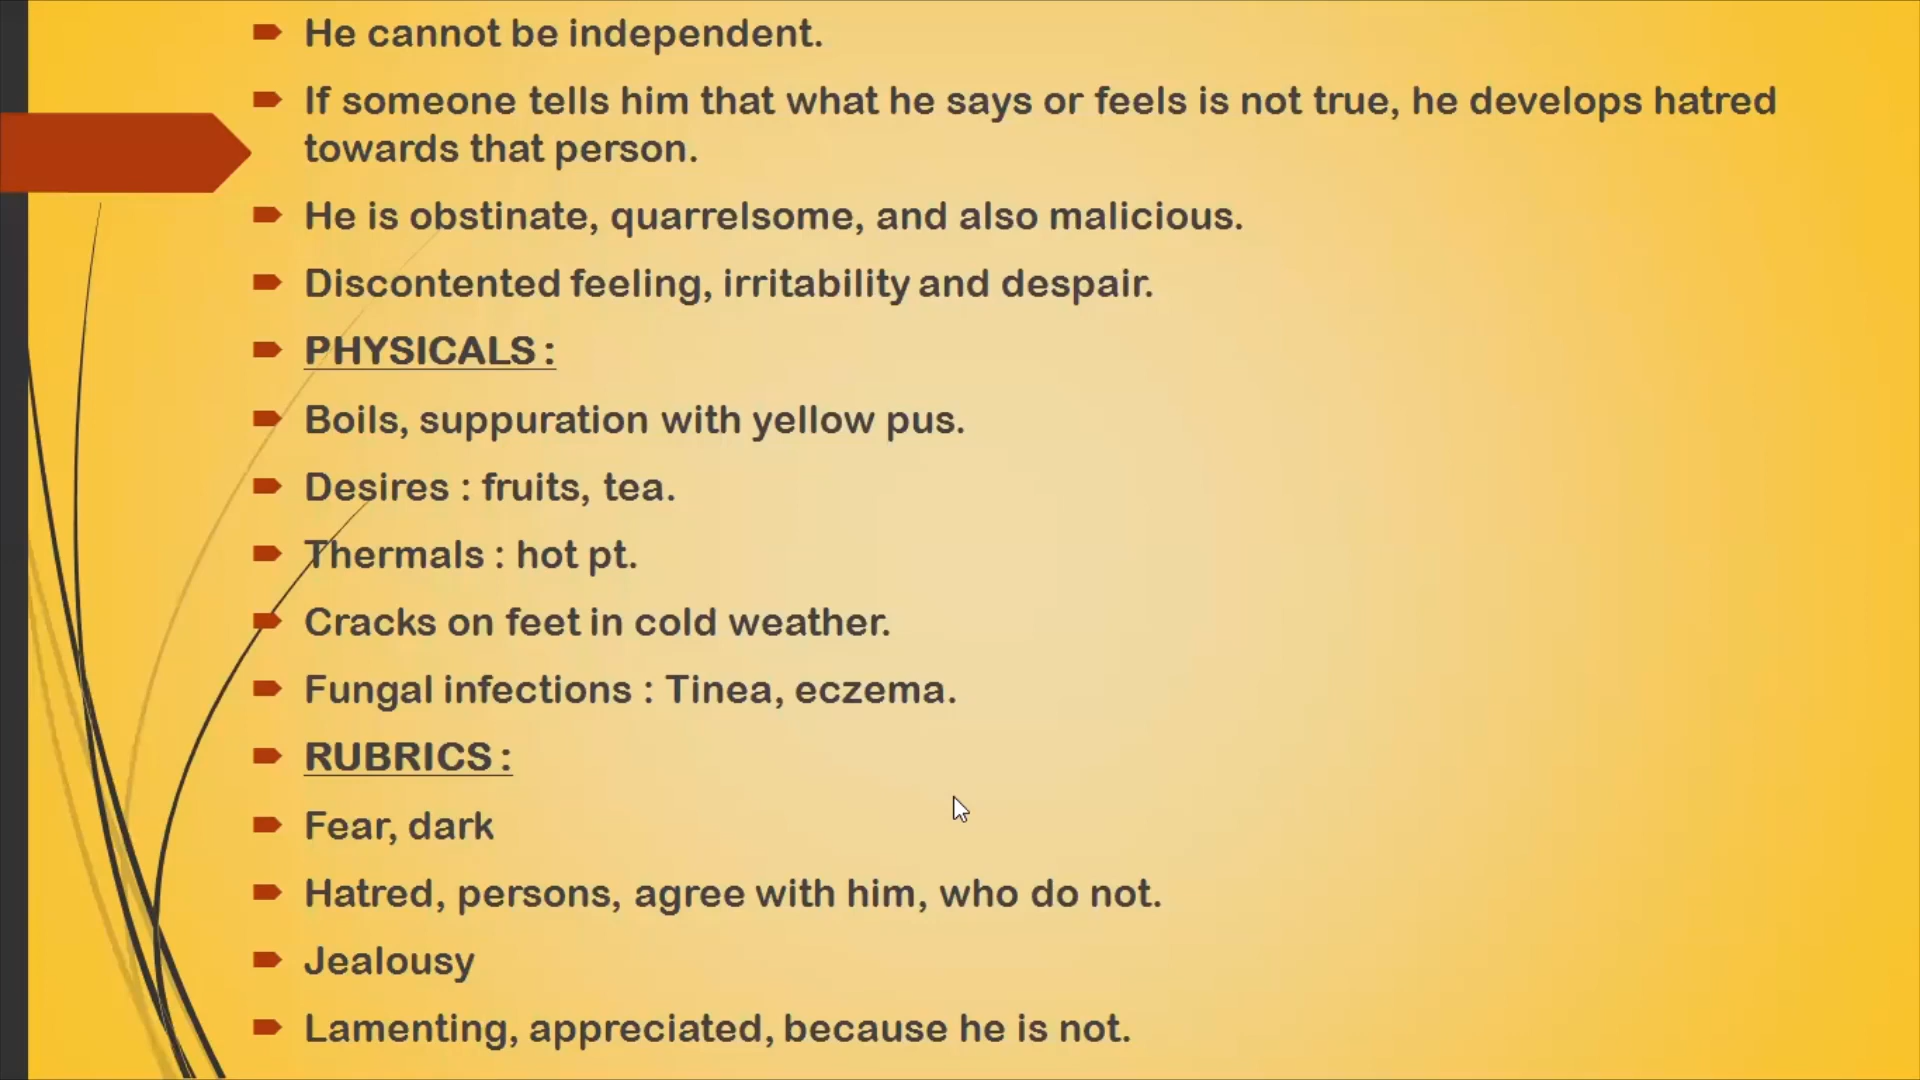 He cannot be independent.
If someone tells him that what he says or feels is not true, he develops hatred
towards that person.
He is obstinate, quarrelsome, and also malicious.
Discontented feeling, irritability and despair.
PHYSICALS :
Boils, suppuration with yellow pus.
Desires : fruits, tea.
Thermals : hot pt.
Cracks on feet in cold weather.
Fungal infections : Tinea, eczema.
RUBRICS :
Fear, dark
Hatred, persons, agree with him, who do not.
Jealousy
Lamenting, appreciated, because he is not.